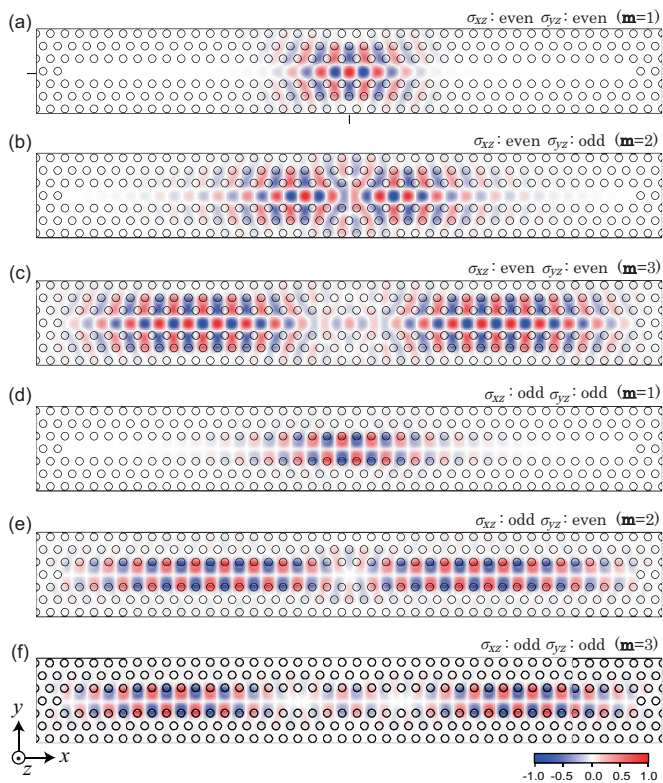 (a) σxz : even σyz : even (m=1)
(b) σxz : even σyz : odd (m=2)
(c) σxz : even σyz : even (m=3)
(d) σxz : odd σyz : odd (m=1)
(e) σxz : odd σyz : even (m=2)
(f) σxz : odd σyz : odd (m=3)
y
z x
-1.0 -0.5 0.0 0.5 1.0